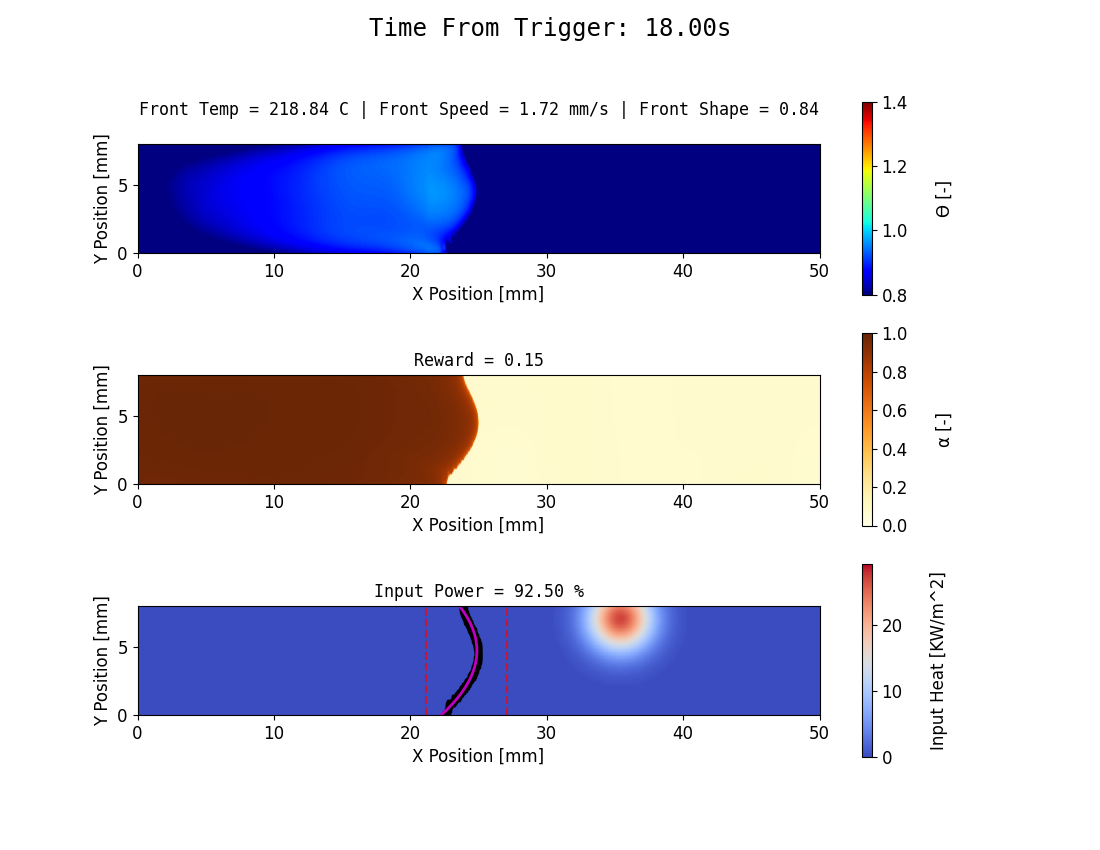 Time From Trigger: 18.00s
Front Temp = 218.84 C | Front Speed = 1.72 mm/s | Front Shape = 0.84
Y Position [mm]
5
0
0 10 20 30 40 50
X Position [mm]
1.4
1.2
1.0
0.8
Θ [-]
Reward = 0.15
Y Position [mm]
5
0
0 10 20 30 40 50
X Position [mm]
1.0
0.8
0.6
0.4
0.2
0.0
α [-]
Input Power = 92.50 %
Y Position [mm]
5
0
0 10 20 30 40 50
X Position [mm]
20
10
0
Input Heat [KW/m^2]